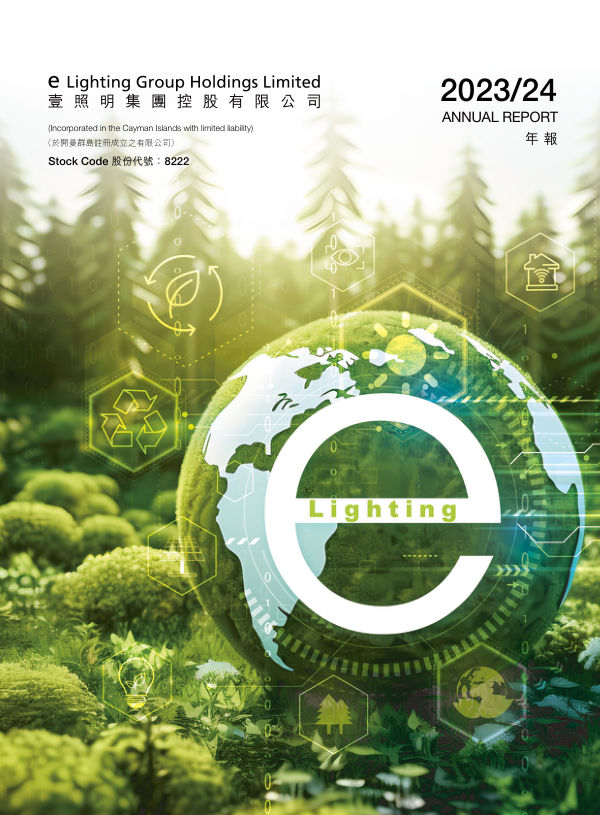 e Lighting Group Holdings Limited
壹照明集團控股有限公司
(Incorporated in the Cayman Islands with limited liability)
(於開曼群島註冊成立之有限公司)
Stock Code 股份代號：8222
2023/24
ANNUAL REPORT
年報
e
Lighting